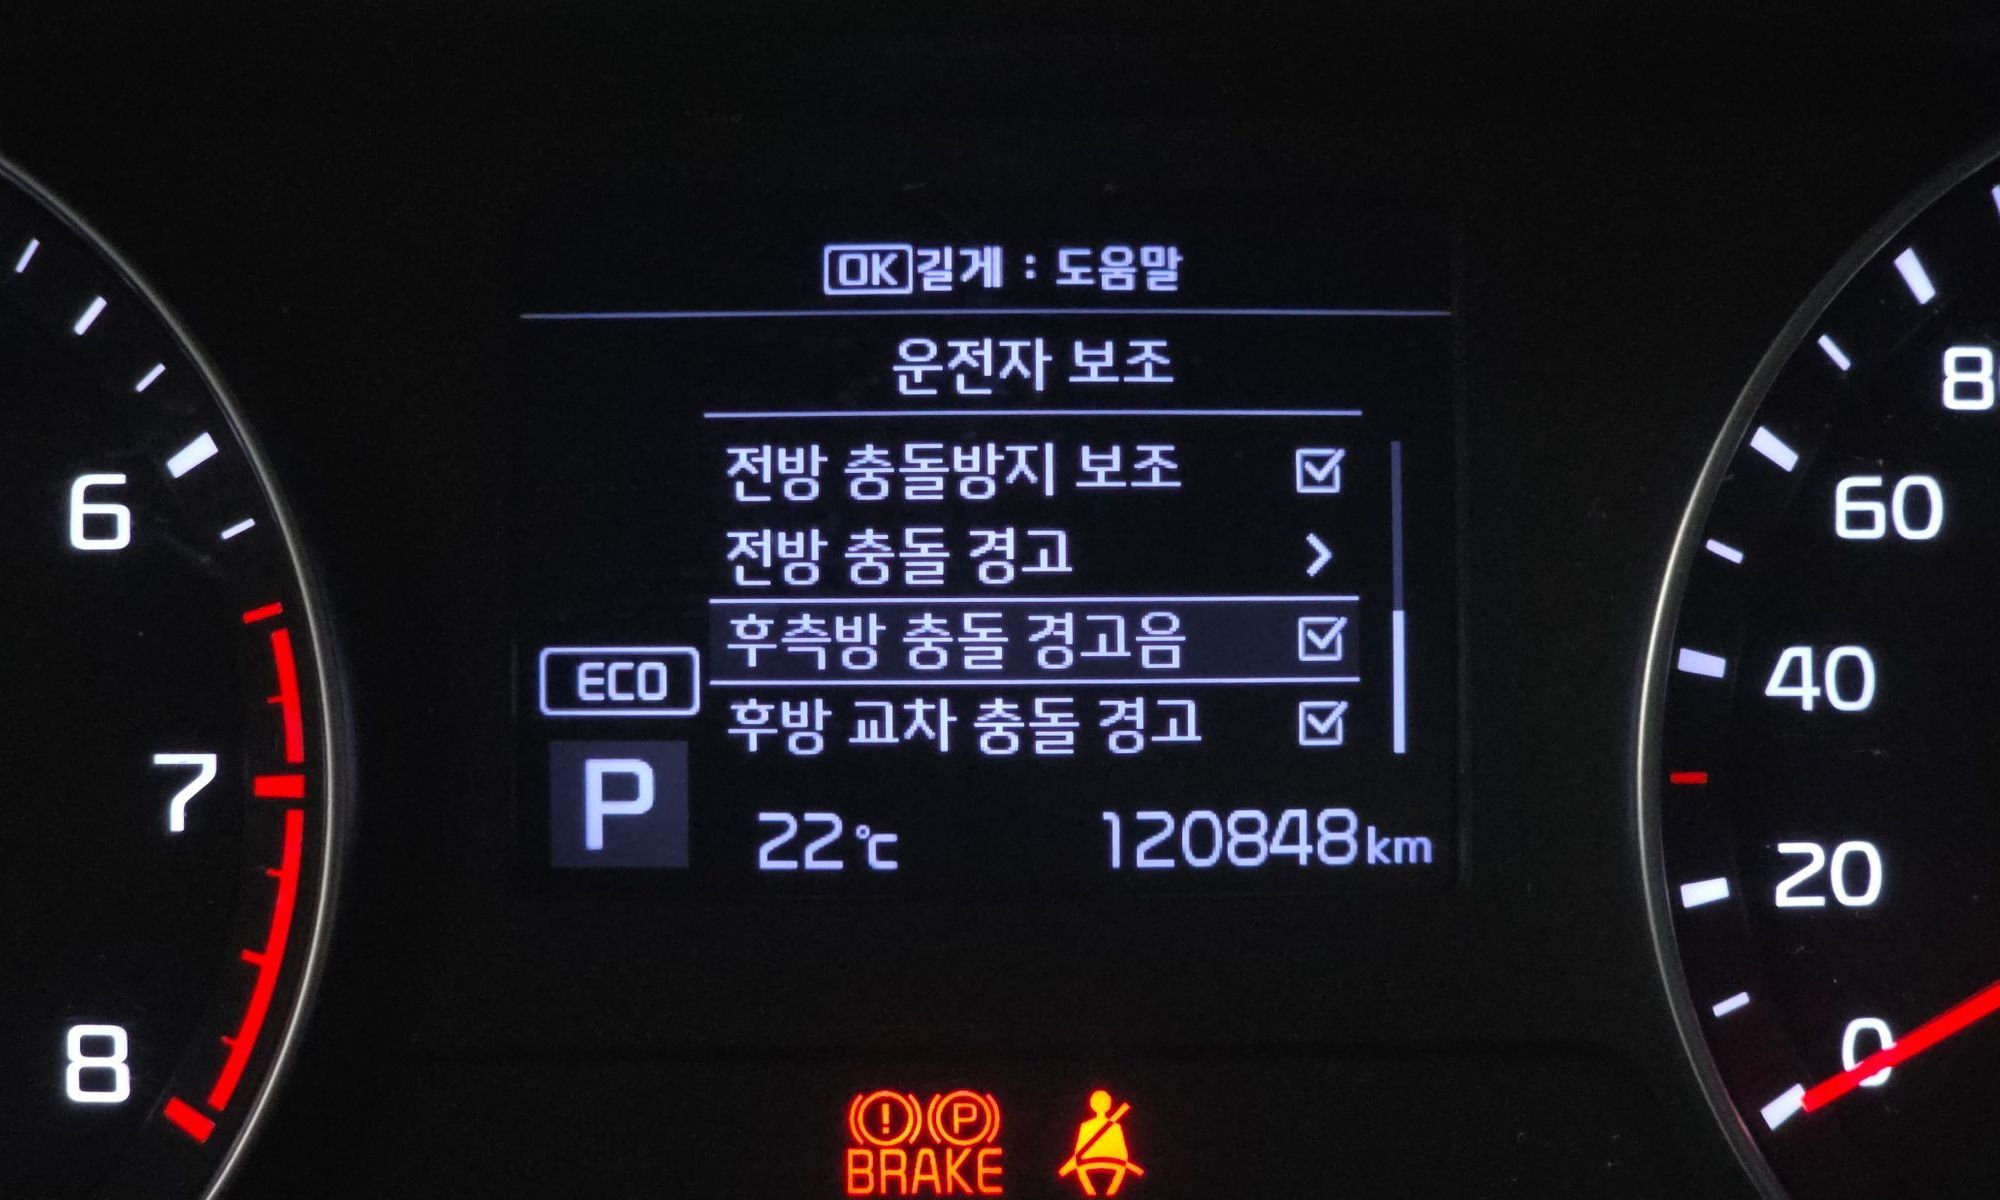 OK길게 : 도움말
운전자 보조
전방 충돌방지 보조
전방 충돌 경고
후측방 충돌 경고음
후방 교차 충돌 경고
ECO
P
22℃ 120848km
6
7
8
8
60
40
20
0
! P
BRAKE